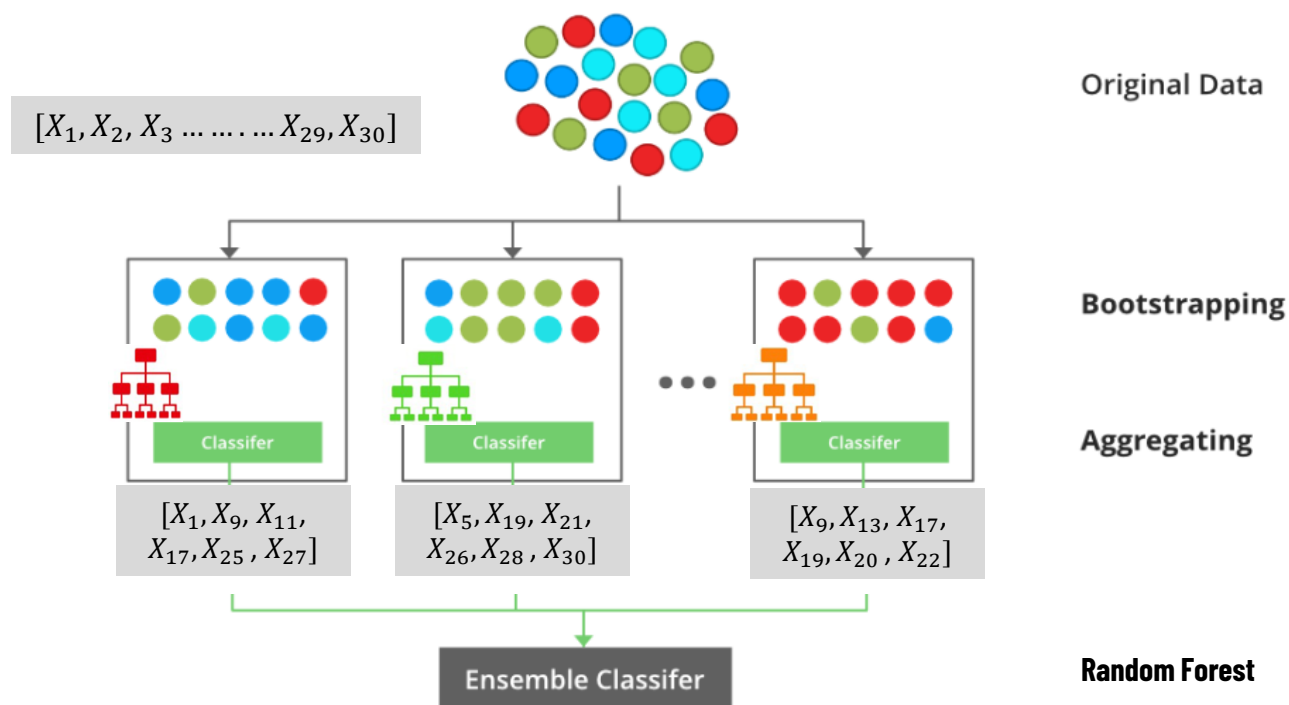 Original Data
[X₁, X₂, X₃ … … . … X₂₉, X₃₀]
Bootstrapping
Aggregating
Classifer
Classifer
Classifer
[X₁, X₉, X₁₁,
X₁₇, X₂₅ , X₂₇]
[X₅, X₁₉, X₂₁,
X₂₆, X₂₈ , X₃₀]
[X₉, X₁₃, X₁₇,
X₁₉, X₂₀ , X₂₂]
Ensemble Classifer
Random Forest